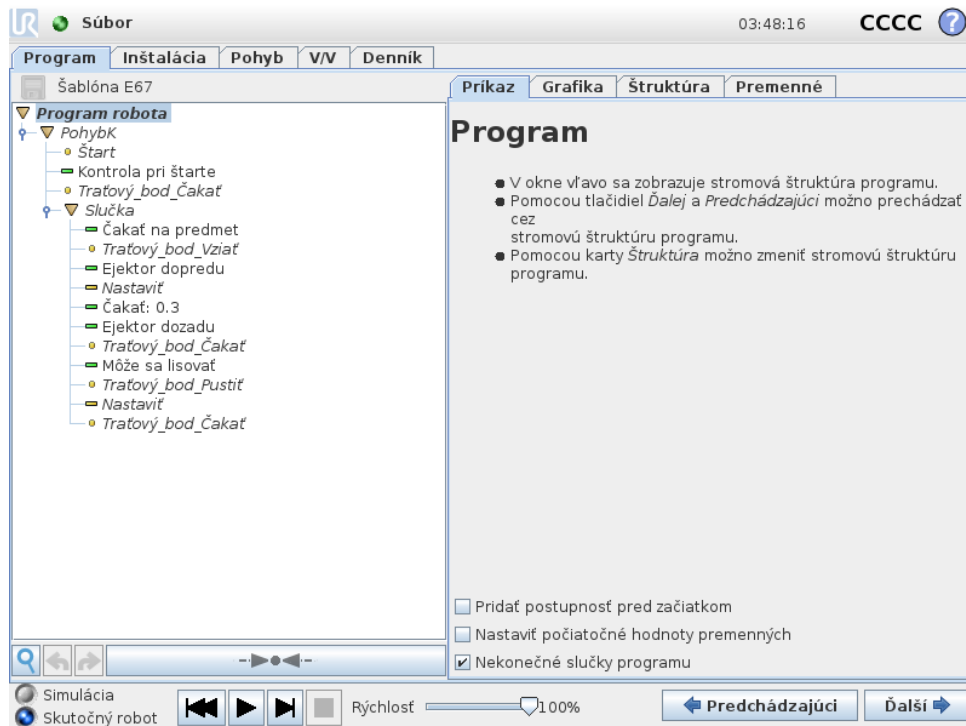 UR Súbor 03:48:16 CCCC ?
Program Inštalácia Pohyb V/V Denník
Šablóna E67
Príkaz Grafika Štruktúra Premenné
Program robota
PohybK
Štart
Kontrola pri štarte
Traťový_bod_Čakať
Slučka
Čakať na predmet
Traťový_bod_Vziať
Ejektor dopredu
Nastaviť
Čakať: 0.3
Ejektor dozadu
Traťový_bod_Čakať
Môže sa lisovať
Traťový_bod_Pustiť
Nastaviť
Traťový_bod_Čakať
Program
V okne vľavo sa zobrazuje stromová štruktúra programu.
Pomocou tlačidiel Ďalej a Predchádzajúci možno prechádzať
cez
stromovú štruktúru programu.
Pomocou karty Štruktúra možno zmeniť stromovú štruktúru
programu.
Pridať postupnosť pred začiatkom
Nastaviť počiatočné hodnoty premenných
Nekonečné slučky programu
Simulácia
Skutočný robot
Rýchlosť 100%
Predchádzajúci Ďalší